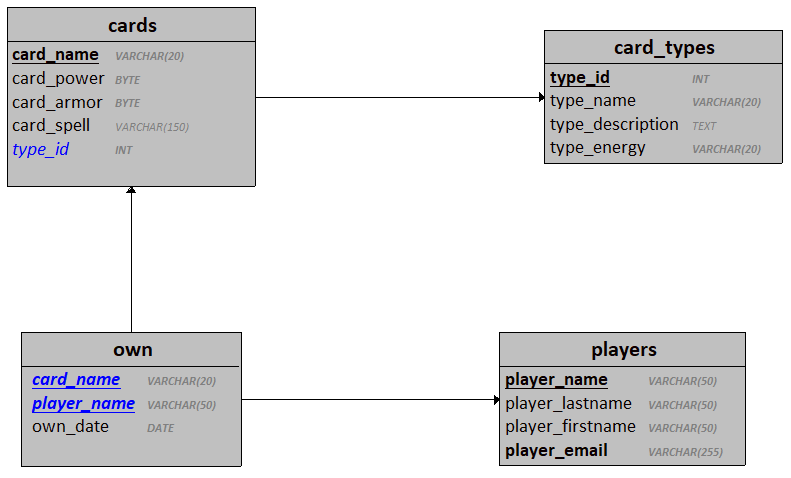 cards
card_name VARCHAR(20)
card_power BYTE
card_armor BYTE
card_spell VARCHAR(150)
type_id INT
card_types
type_id INT
type_name VARCHAR(20)
type_description TEXT
type_energy VARCHAR(20)
own
card_name VARCHAR(20)
player_name VARCHAR(50)
own_date DATE
players
player_name VARCHAR(50)
player_lastname VARCHAR(50)
player_firstname VARCHAR(50)
player_email VARCHAR(255)